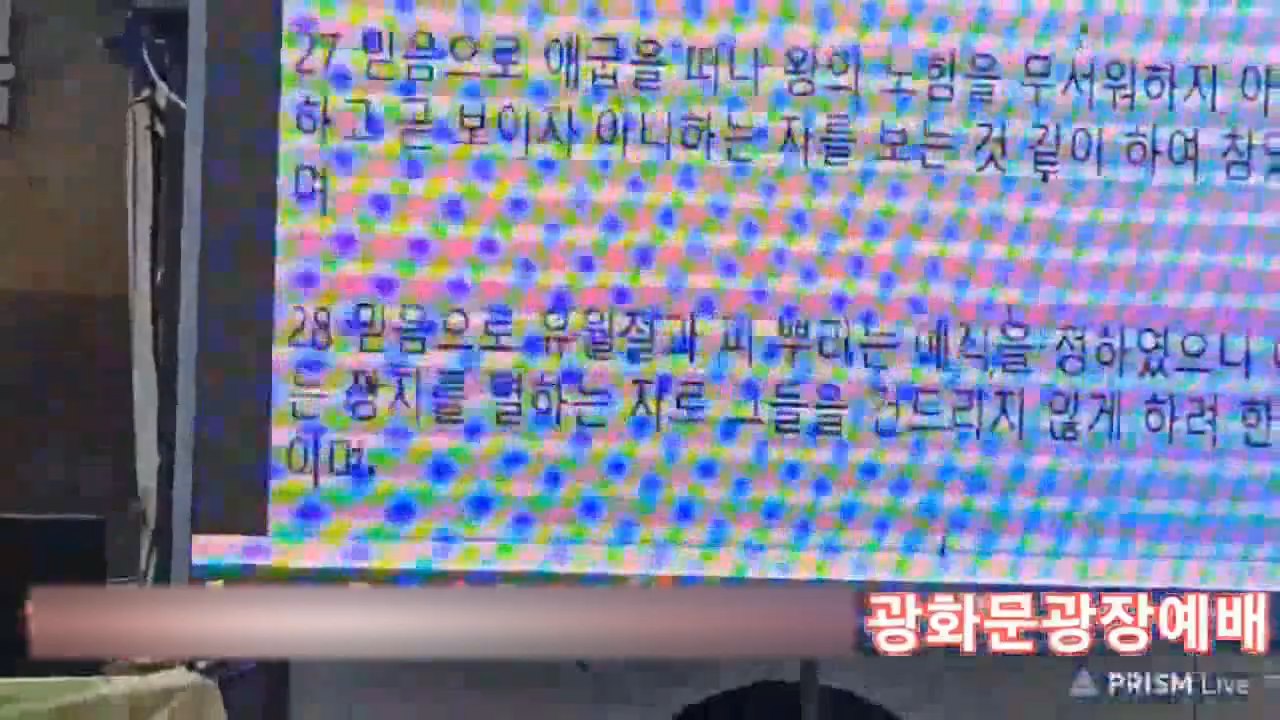 27 믿음으로 애굽을 떠나 왕의 노함을 무서워하지 아
하고 곧 보이지 아니하는 자를 보는 것 같이 하여 참
며
28 믿음으로 유월절과 피 뿌리는 예식을 정하였으니
는 장자를 멸하는 자로 그들을 건드리지 않게 하려 한
이며
광화문광장예배
PRISM Live